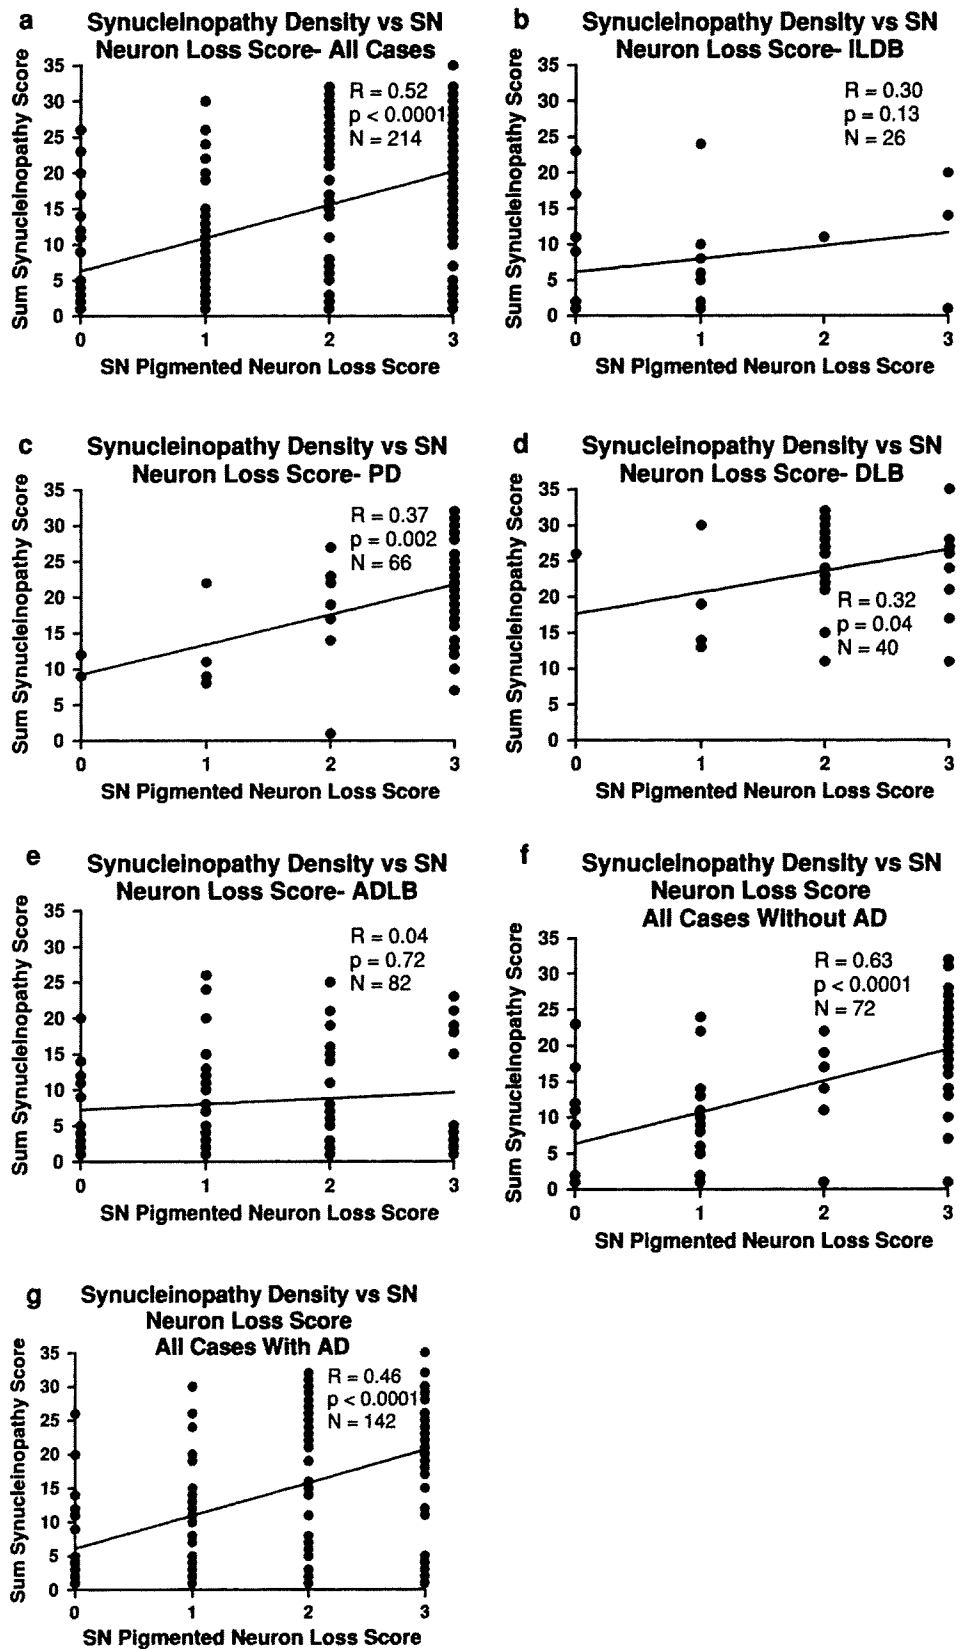 a
Synucleinopathy Density vs SN
Neuron Loss Score- All Cases
35
30
25
20
15
10
5
0
Sum Synucleinopathy Score
R = 0.52
p < 0.0001
N = 214
0 1 2 3
SN Pigmented Neuron Loss Score
b
Synucleinopathy Density vs SN
Neuron Loss Score- ILDB
35
30
25
20
15
10
5
0
Sum Synucleinopathy Score
R = 0.30
p = 0.13
N = 26
0 1 2 3
SN Pigmented Neuron Loss Score
c
Synucleinopathy Density vs SN
Neuron Loss Score- PD
35
30
25
20
15
10
5
0
Sum Synucleinopathy Score
R = 0.37
p = 0.002
N = 66
0 1 2 3
SN Pigmented Neuron Loss Score
d
Synucleinopathy Density vs SN
Neuron Loss Score- DLB
35
30
25
20
15
10
5
0
Sum Synucleinopathy Score
R = 0.32
p = 0.04
N = 40
0 1 2 3
SN Pigmented Neuron Loss Score
e
Synucleinopathy Density vs SN
Neuron Loss Score- ADLB
35
30
25
20
15
10
5
0
Sum Synucleinopathy Score
R = 0.04
p = 0.72
N = 82
0 1 2 3
SN Pigmented Neuron Loss Score
f
Synucleinopathy Density vs SN
Neuron Loss Score
All Cases Without AD
35
30
25
20
15
10
5
0
Sum Synucleinopathy Score
R = 0.63
p < 0.0001
N = 72
0 1 2 3
SN Pigmented Neuron Loss Score
g
Synucleinopathy Density vs SN
Neuron Loss Score
All Cases With AD
35
30
25
20
15
10
5
0
Sum Synucleinopathy Score
R = 0.46
p < 0.0001
N = 142
0 1 2 3
SN Pigmented Neuron Loss Score